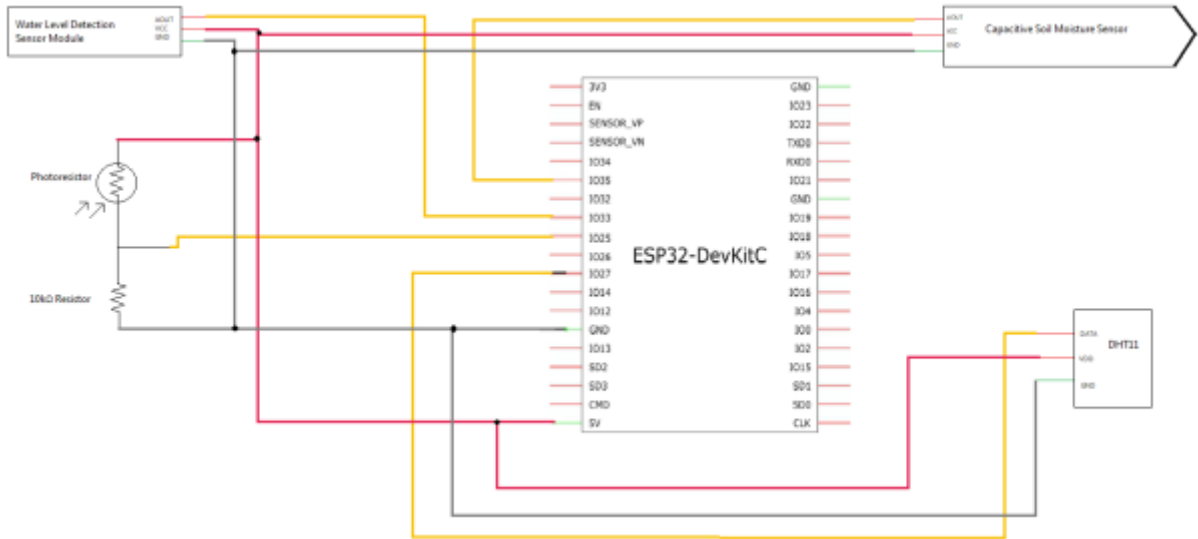 Water Level Detection
Sensor Module
AOUT
VCC
GND
AOUT
VCC
GND
Capacitive Soil Moisture Sensor
Photoresistor
10kΩ Resistor
ESP32-DevKitC
3V3
EN
SENSOR_VP
SENSOR_VN
IO34
IO35
IO32
IO33
IO25
IO26
IO27
IO14
IO12
GND
IO13
SD2
SD3
CMD
5V
GND
IO23
IO22
TXD0
RXD0
IO21
GND
IO19
IO18
IO5
IO17
IO16
IO4
IO0
IO2
IO15
SD1
SD0
CLK
DATA
VDD
GND
DHT11